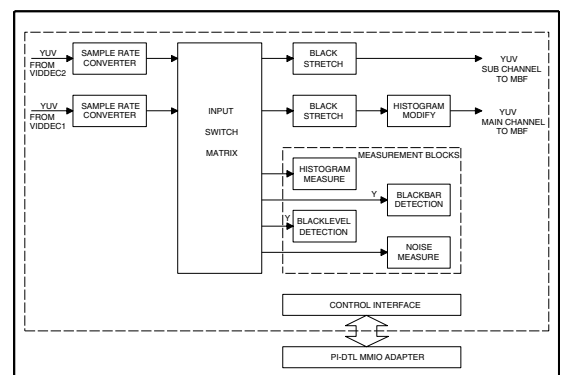 YUV
FROM
VIDDEC2
SAMPLE RATE
CONVERTER
BLACK
STRETCH
YUV
SUB CHANNEL
TO MBF
YUV
FROM
VIDDEC1
SAMPLE RATE
CONVERTER
INPUT
SWITCH
MATRIX
BLACK
STRETCH
HISTOGRAM
MODIFY
YUV
MAIN CHANNEL
TO MBF
MEASUREMENT BLOCKS
HISTOGRAM
MEASURE
Y
BLACKBAR
DETECTION
Y
BLACKLEVEL
DETECTION
NOISE
MEASURE
CONTROL INTERFACE
PI-DTL MMIO ADAPTER